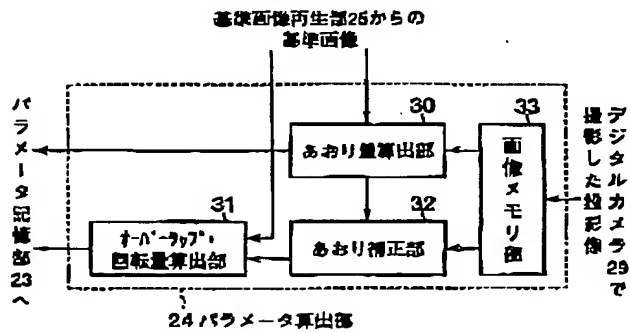 基準画像再生部25からの
基準画像
パラメータ記憶部23へ
30
あおり量算出部
33
画像メモリ部
デジタルカメラ29で
撮影した投影像
31
オーバーラップ・
回転量算出部
32
あおり補正部
24パラメータ算出部